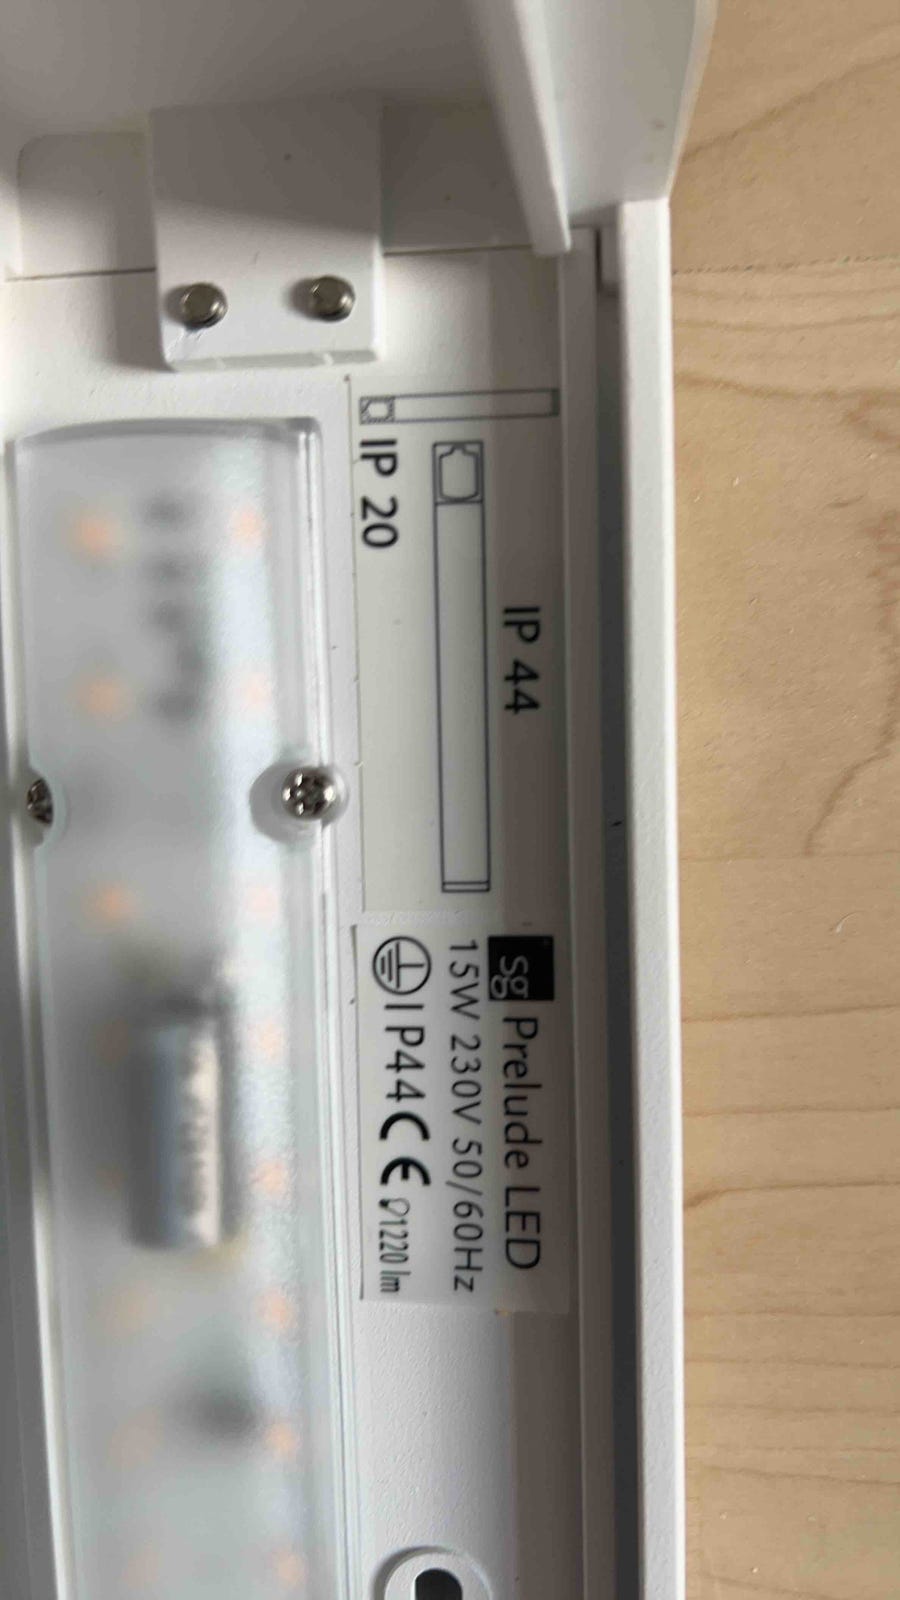 IP 44
IP 20
sg Prelude LED
15W 230V 50/60Hz
IP44 CE 1220 lm